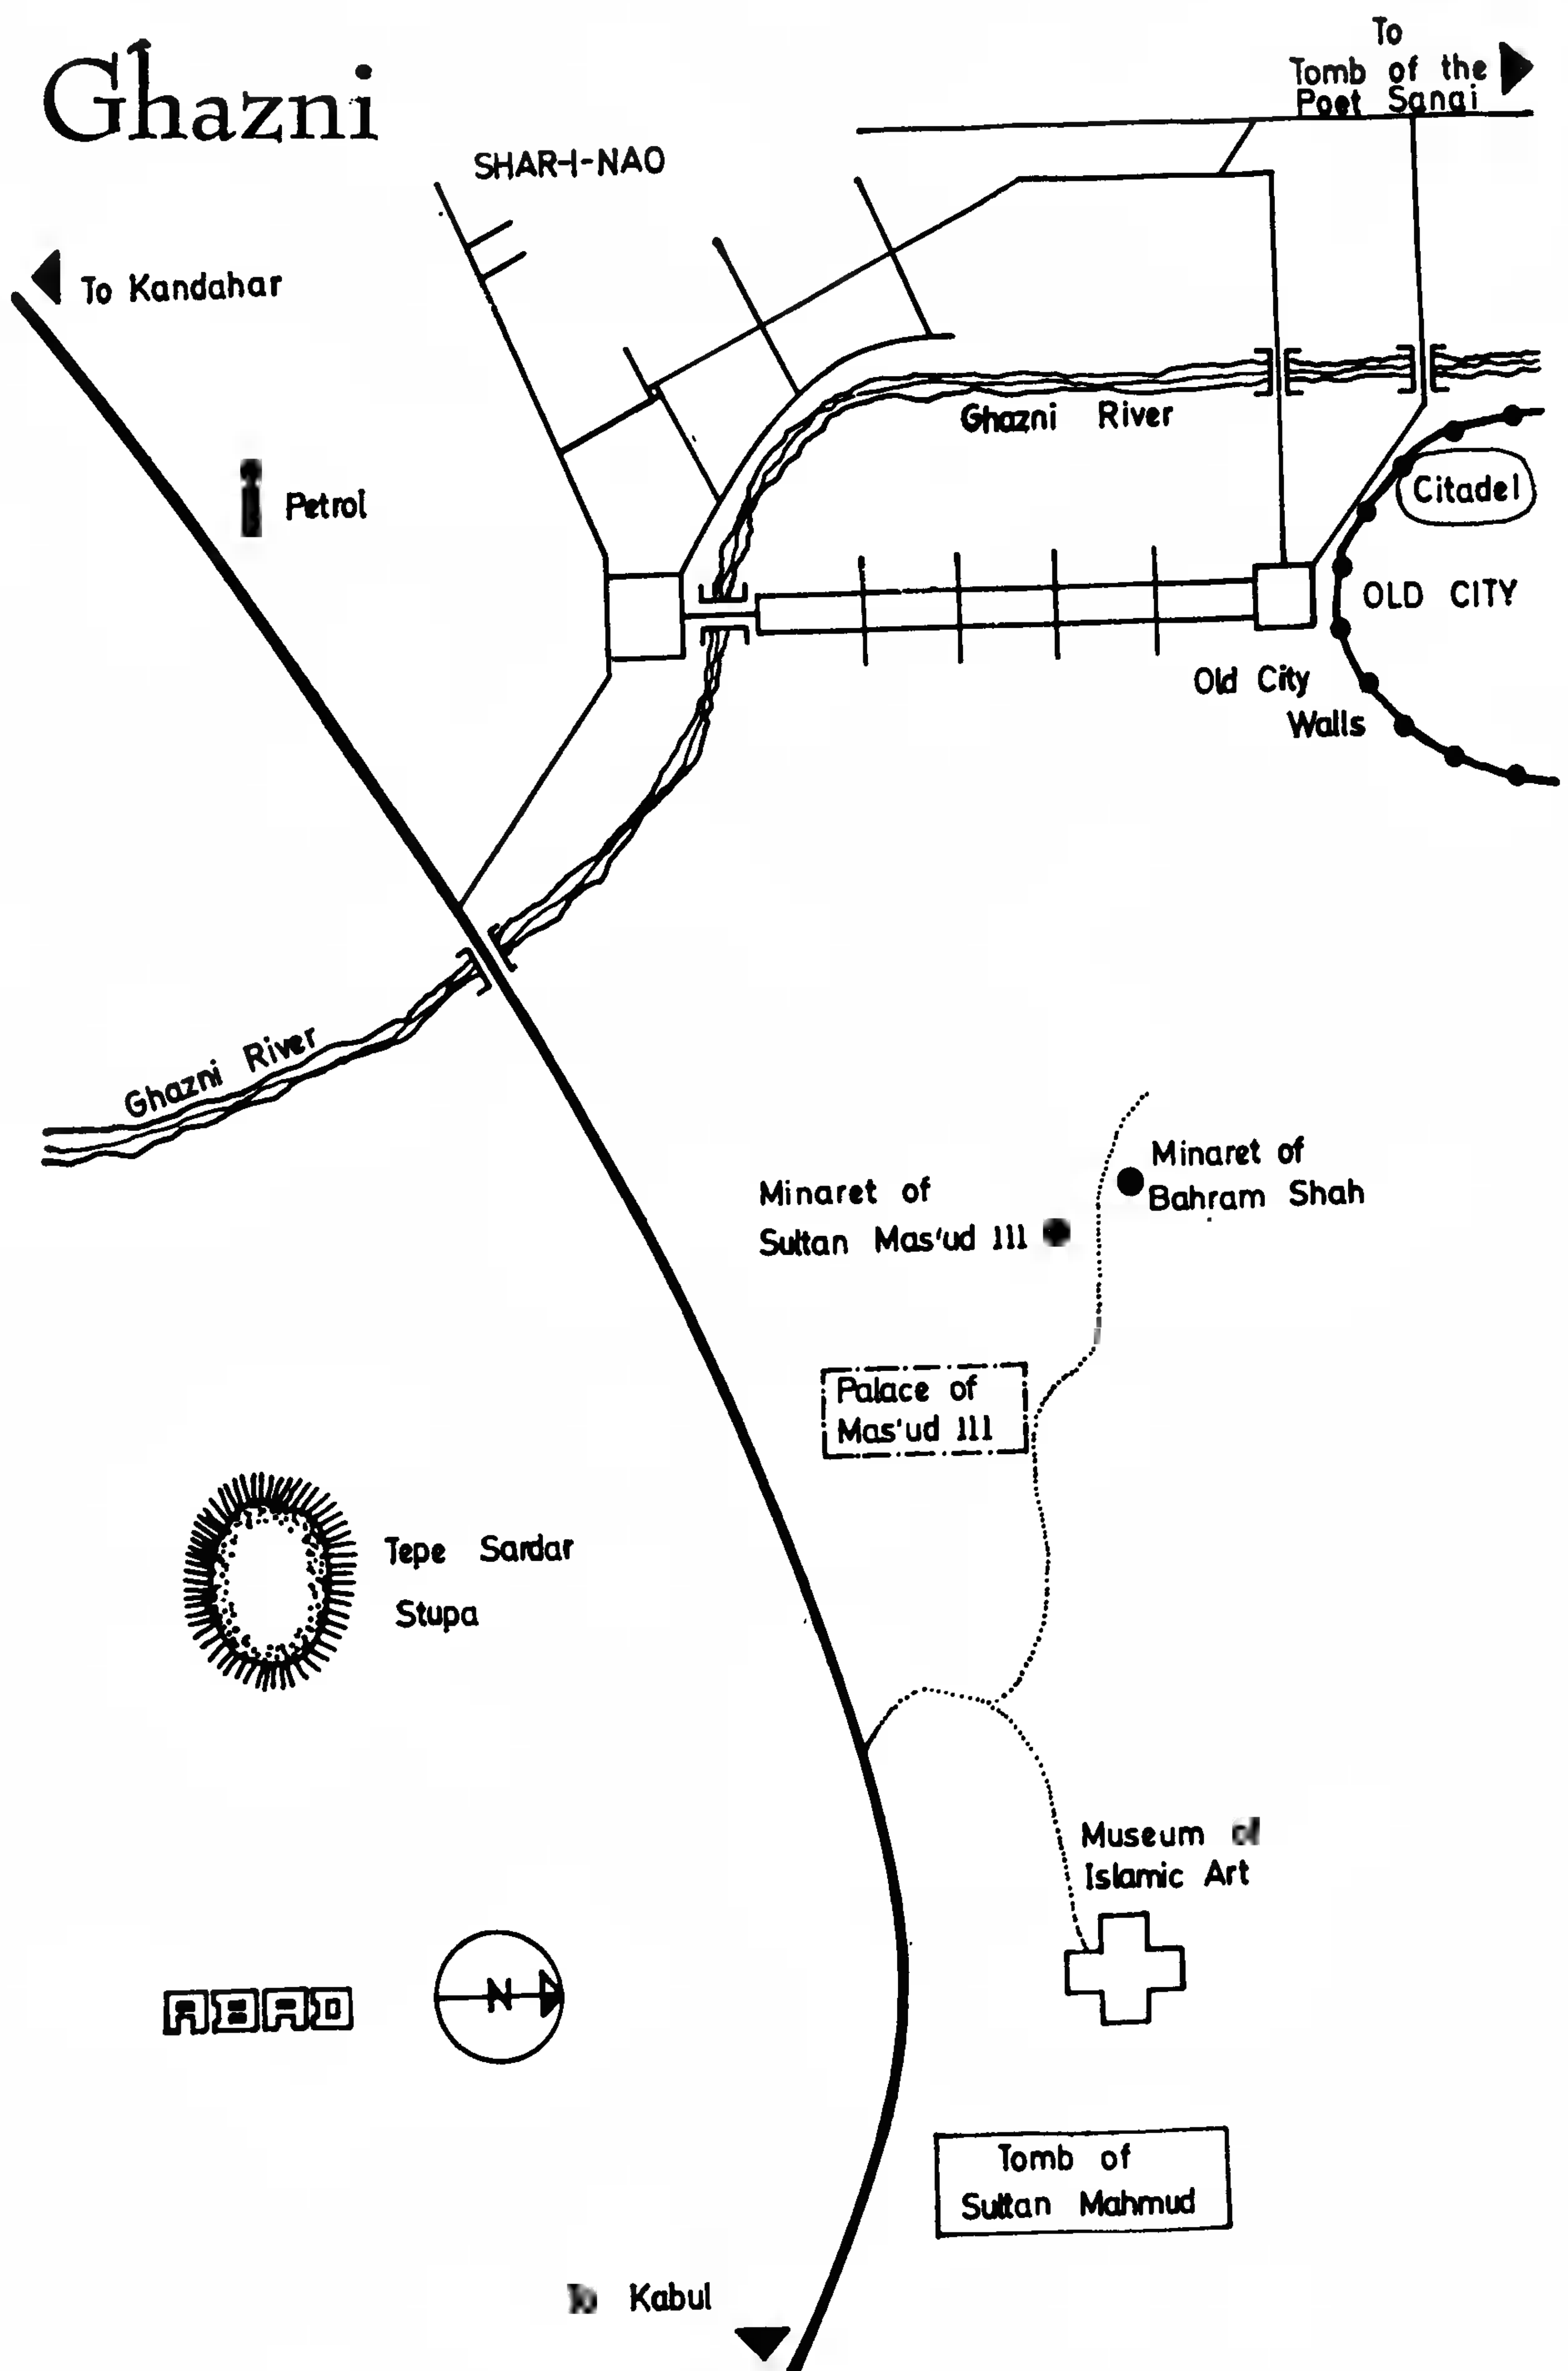 Ghazni
To
Tomb of the
Poet Sanai
SHAR-I-NAO
To Kandahar
Ghazni River
Petrol
Citadel
OLD CITY
Old City
Walls
Ghazni River
Minaret of
Bahram Shah
Minaret of
Sultan Mas'ud 111
Palace of
Mas'ud 111
Tepe Sardar
Stupa
Museum of
Islamic Art
ABAD
N
Tomb of
Sultan Mahmud
To Kabul